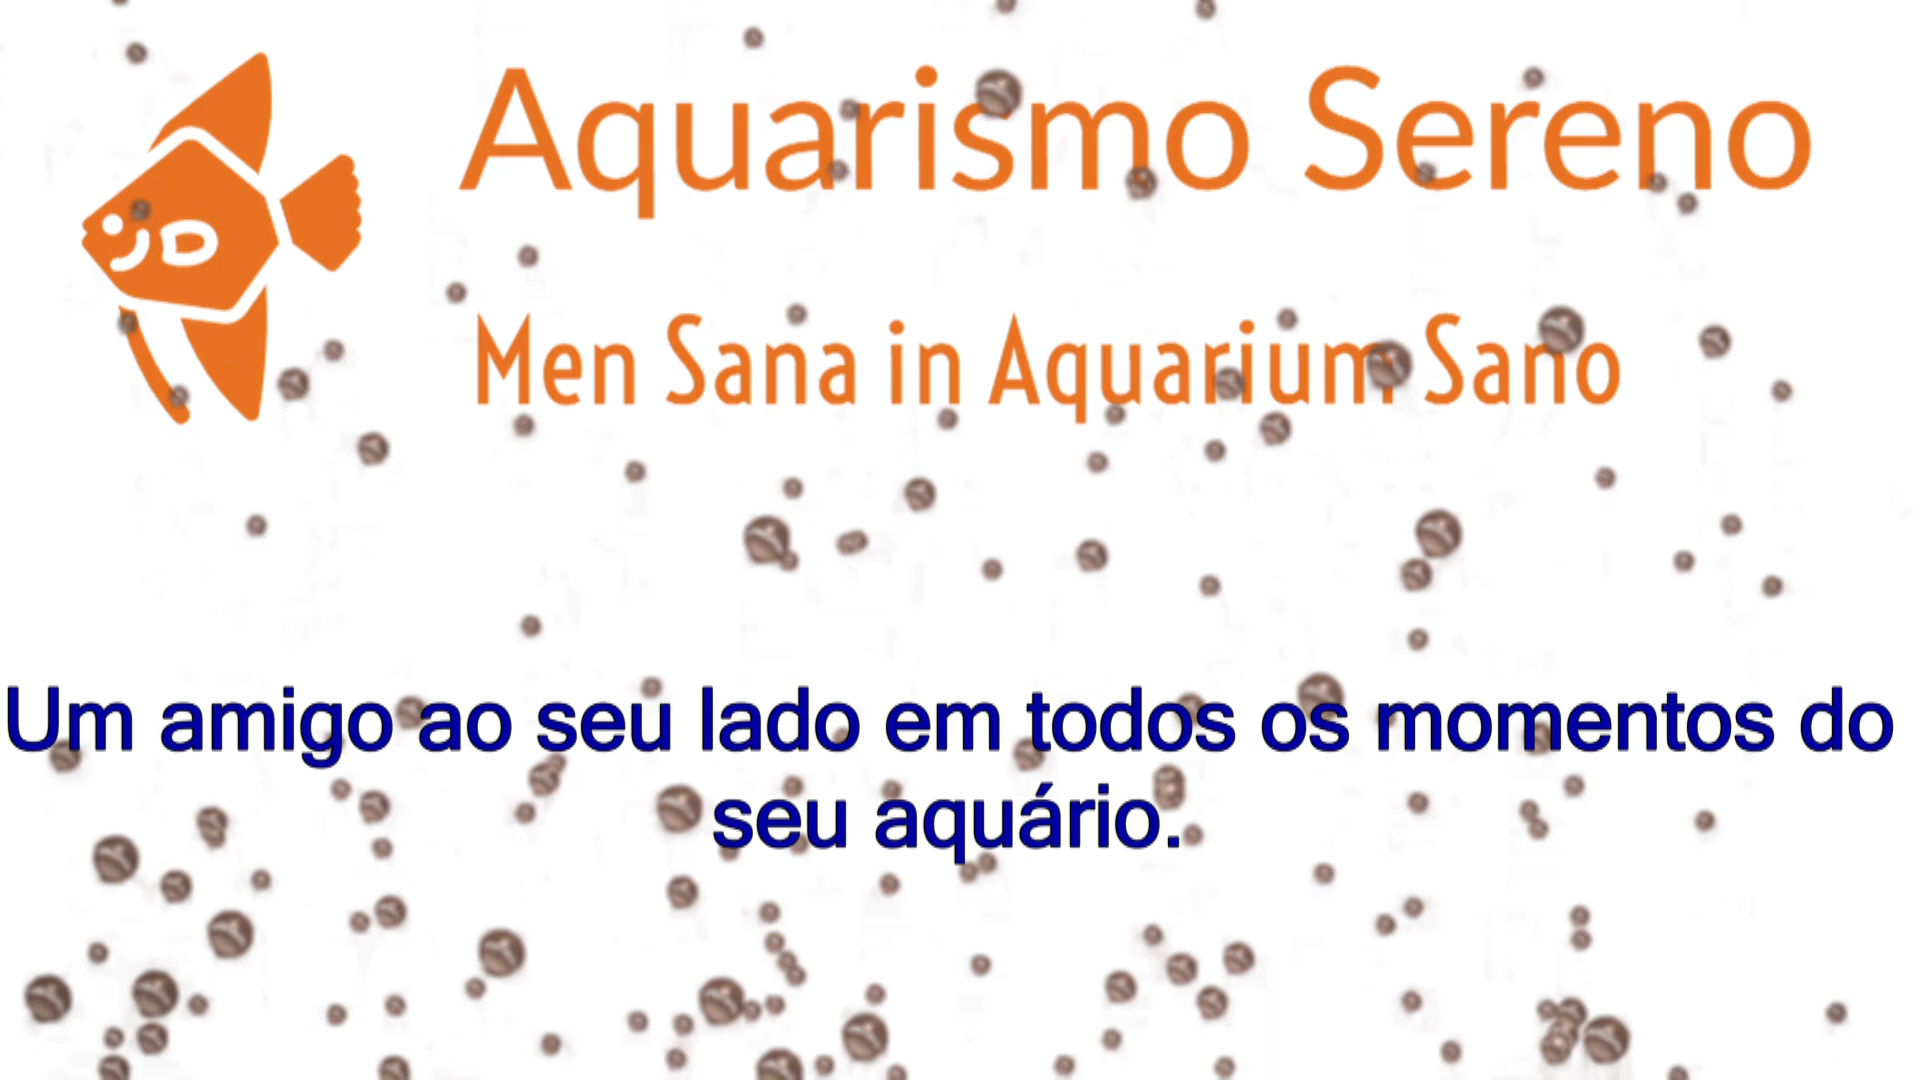 Aquarismo Sereno
Men Sana in Aquarium Sano
Um amigo ao seu lado em todos os momentos do
seu aquário.